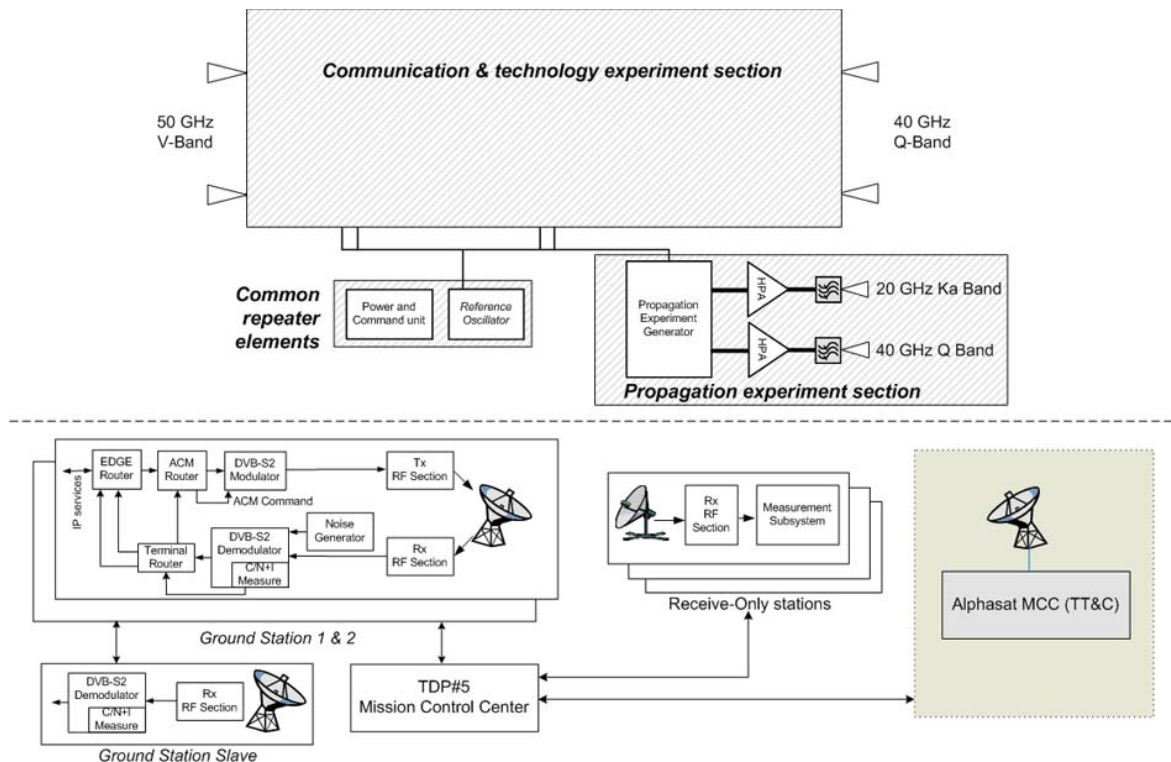 Communication & technology experiment section
50 GHz
V-Band
40 GHz
Q-Band
Common
repeater
elements
Power and
Command unit
Reference
Oscillator
Propagation
Experiment
Generator
HPA
20 GHz Ka Band
HPA
40 GHz Q Band
Propagation experiment section
IP services
EDGE
Router
ACM
Router
DVB-S2
Modulator
ACM Command
Tx
RF Section
Noise
Generator
Terminal
Router
DVB-S2
Demodulator
C/N+I
Measure
Rx
RF Section
Ground Station 1 & 2
Rx
RF
Section
Measurement
Subsystem
Receive-Only stations
Alphasat MCC (TT&C)
DVB-S2
Demodulator
C/N+I
Measure
Rx
RF Section
Ground Station Slave
TDP#5
Mission Control Center